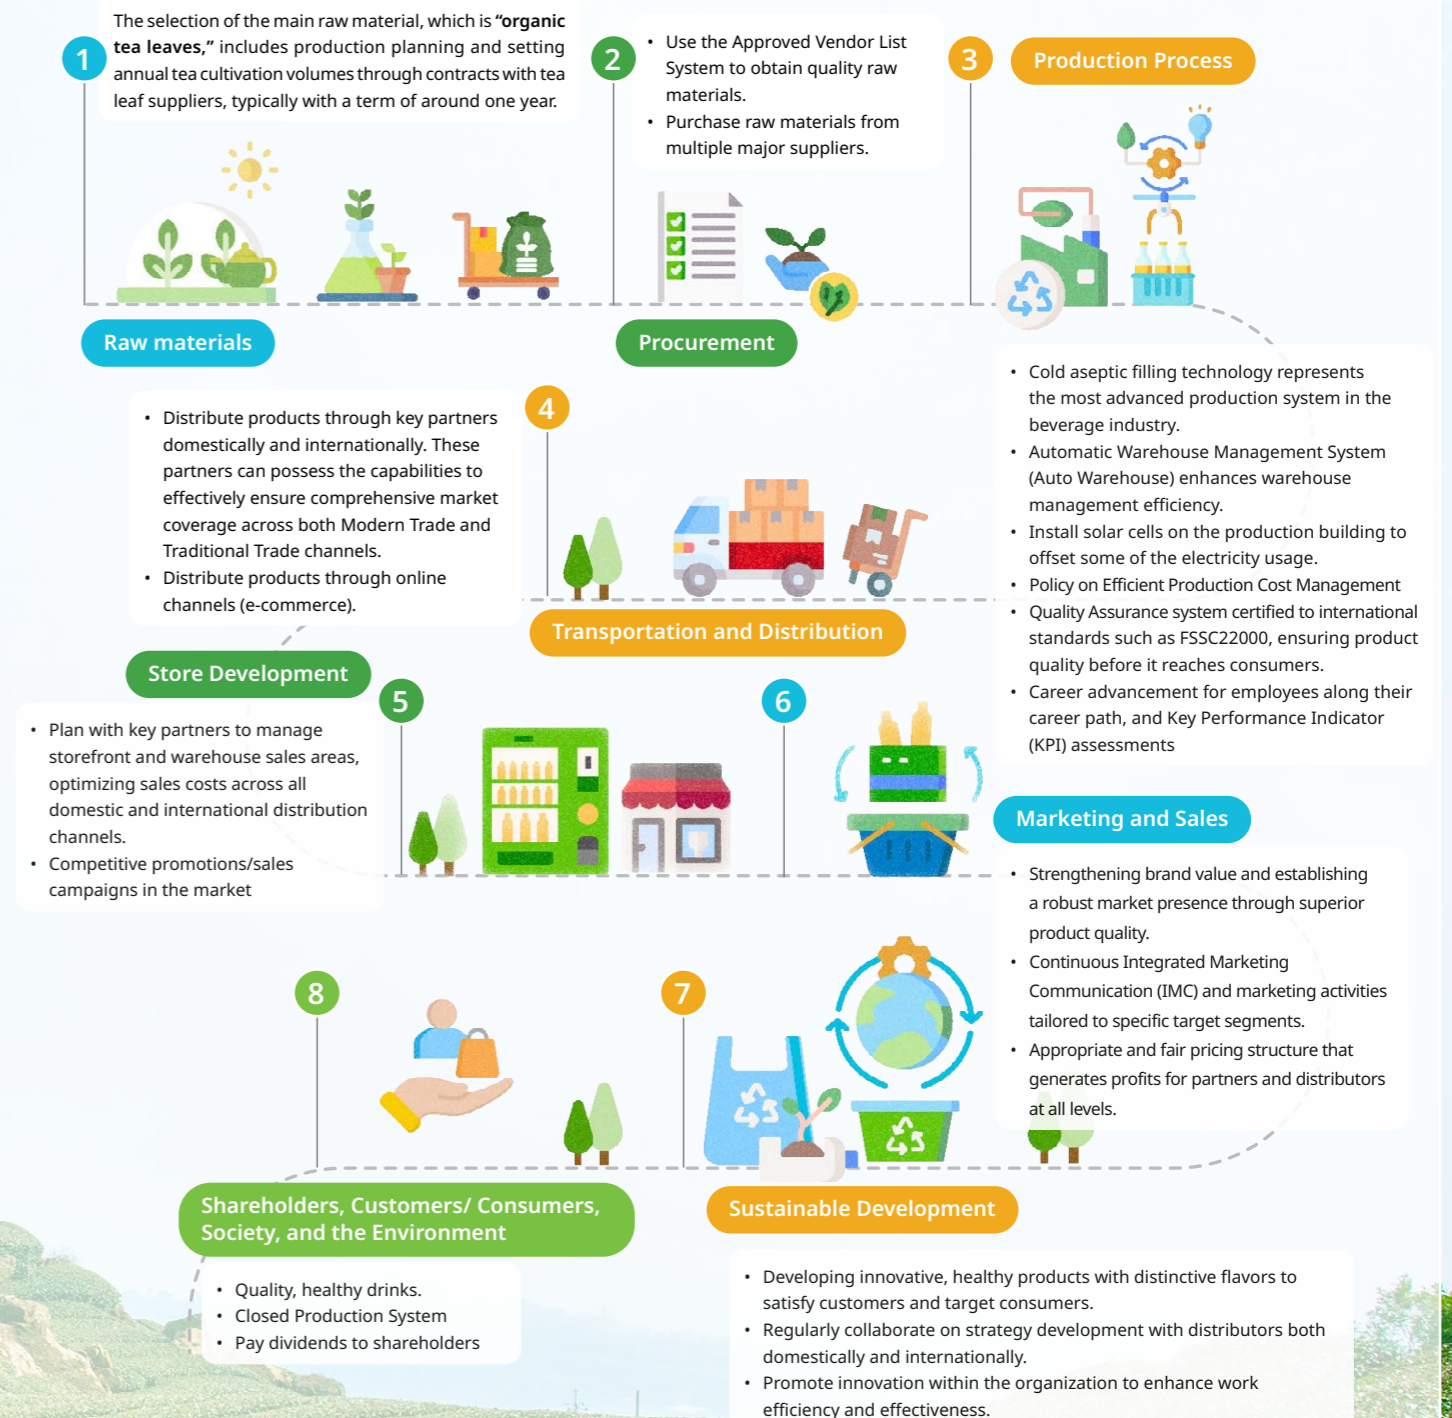 1
The selection of the main raw material, which is “organic
tea leaves,” includes production planning and setting
annual tea cultivation volumes through contracts with tea
leaf suppliers, typically with a term of around one year.
Raw materials
2
• Use the Approved Vendor List
System to obtain quality raw
materials.
• Purchase raw materials from
multiple major suppliers.
Procurement
3
Production Process
• Cold aseptic filling technology represents
the most advanced production system in the
beverage industry.
• Automatic Warehouse Management System
(Auto Warehouse) enhances warehouse
management efficiency.
• Install solar cells on the production building to
offset some of the electricity usage.
• Policy on Efficient Production Cost Management
• Quality Assurance system certified to international
standards such as FSSC22000, ensuring product
quality before it reaches consumers.
• Career advancement for employees along their
career path, and Key Performance Indicator
(KPI) assessments
4
• Distribute products through key partners
domestically and internationally. These
partners can possess the capabilities to
effectively ensure comprehensive market
coverage across both Modern Trade and
Traditional Trade channels.
• Distribute products through online
channels (e-commerce).
Transportation and Distribution
Store Development
5
• Plan with key partners to manage
storefront and warehouse sales areas,
optimizing sales costs across all
domestic and international distribution
channels.
• Competitive promotions/sales
campaigns in the market
6
Marketing and Sales
• Strengthening brand value and establishing
a robust market presence through superior
product quality.
• Continuous Integrated Marketing
Communication (IMC) and marketing activities
tailored to specific target segments.
• Appropriate and fair pricing structure that
generates profits for partners and distributors
at all levels.
7
Sustainable Development
• Developing innovative, healthy products with distinctive flavors to
satisfy customers and target consumers.
• Regularly collaborate on strategy development with distributors both
domestically and internationally.
• Promote innovation within the organization to enhance work
efficiency and effectiveness.
8
Shareholders, Customers/ Consumers,
Society, and the Environment
• Quality, healthy drinks.
• Closed Production System
• Pay dividends to shareholders